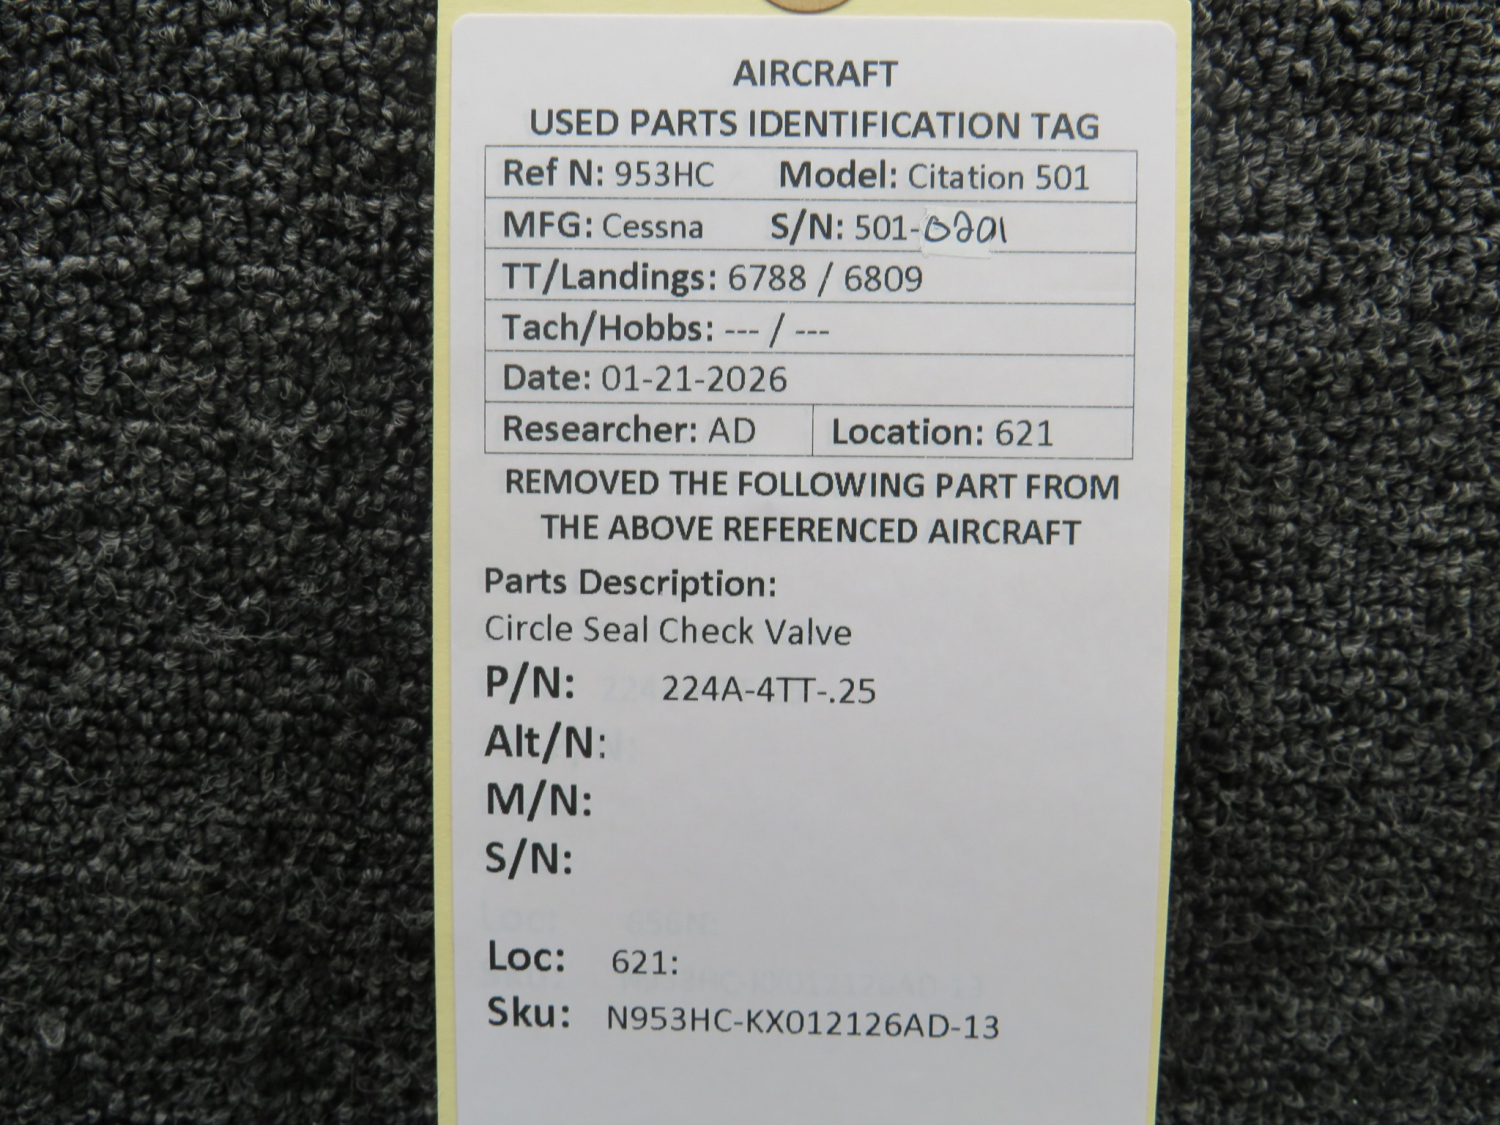 AIRCRAFT
USED PARTS IDENTIFICATION TAG
Ref N: 953HC Model: Citation 501
MFG: Cessna S/N: 501-0201
TT/Landings: 6788 / 6809
Tach/Hobbs: --- / ---
Date: 01-21-2026
Researcher: AD Location: 621
REMOVED THE FOLLOWING PART FROM
THE ABOVE REFERENCED AIRCRAFT
Parts Description:
Circle Seal Check Valve
P/N: 224A-4TT-.25
Alt/N:
M/N:
S/N:
Loc: 621:
Sku: N953HC-KX012126AD-13